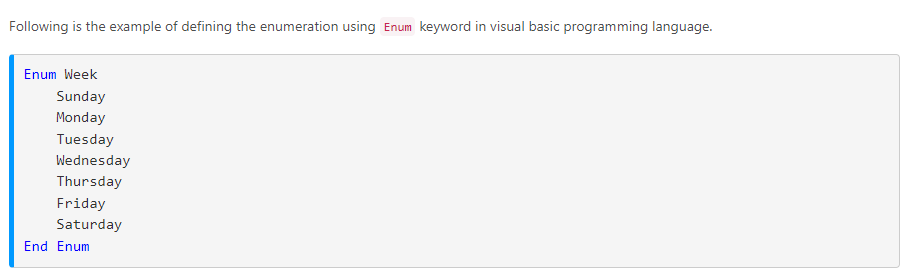 Following is the example of defining the enumeration using Enum keyword in visual basic programming language.
Enum Week
    Sunday
    Monday
    Tuesday
    Wednesday
    Thursday
    Friday
    Saturday
End Enum